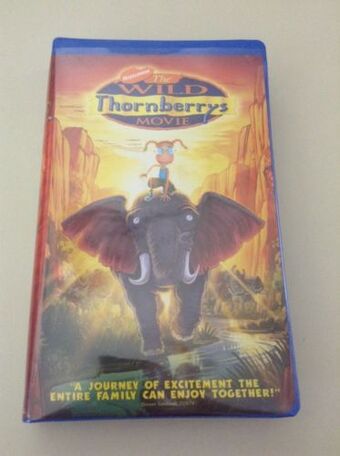 Nickelodeon
The
WILD
Thornberrys
MOVIE
"A JOURNEY OF EXCITEMENT THE
ENTIRE FAMILY CAN ENJOY TOGETHER!"